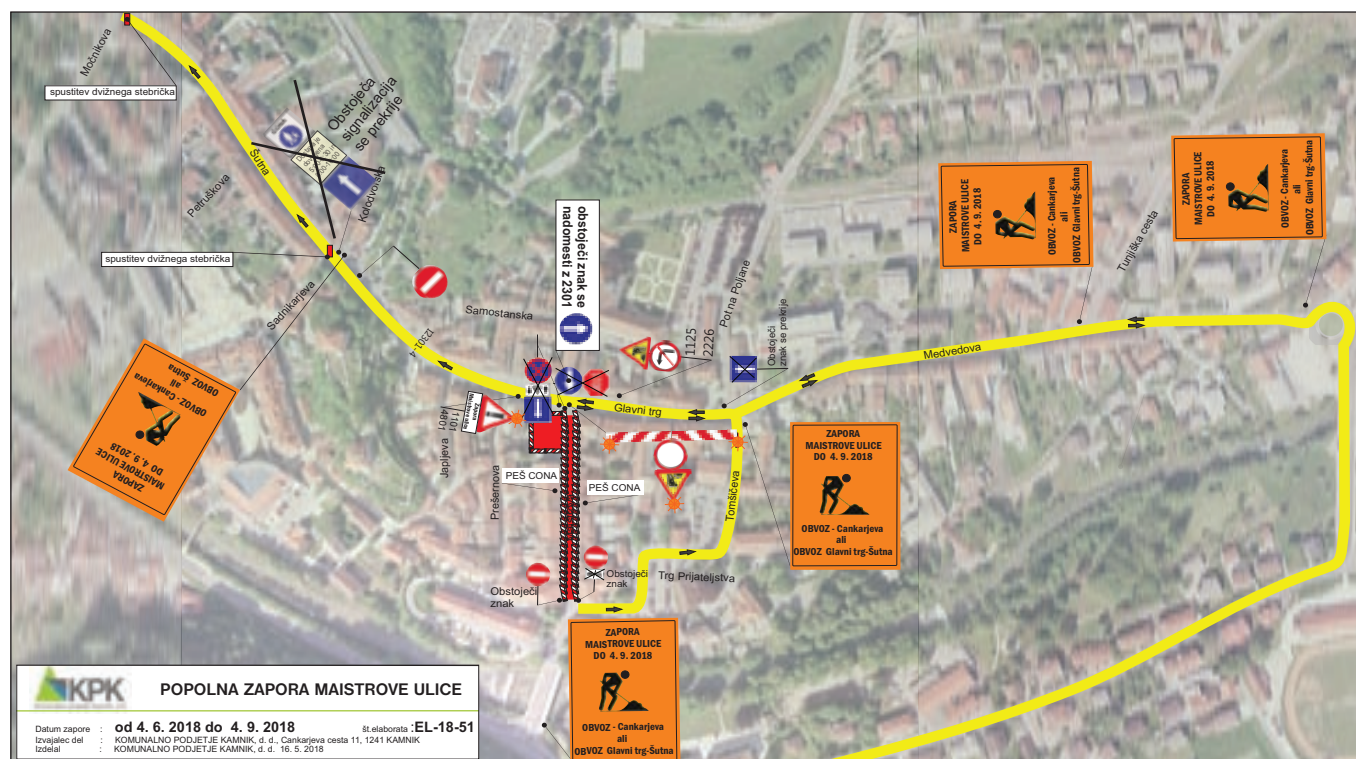 Močnikova
spustitev dvižnega stebrička
Obstoječa
signalizacija
se prekrije
Šutna
Petruškova
Kolodvorska
spustitev dvižnega stebrička
Sadnikarjeva
ZAPORA
MAISTROVE ULICE
DO 4. 9. 2018
OBVOZ - Cankarjeva
ali
OBVOZ Šutna
12301-4
Samostanska
obstoječi znak se
nadomesti z 2301
1125
2226
Pot na Poljane
Obstoječi
znak se prekrije
ZAPORA
MAISTROVE ULICE
DO 4. 9. 2018
OBVOZ - Cankarjeva
ali
OBVOZ Glavni trg-Šutna
Tunjiška cesta
ZAPORA
MAISTROVE ULICE
DO 4. 9. 2018
OBVOZ - Cankarjeva
ali
OBVOZ Glavni trg-Šutna
Medvedova
Glavni trg
Zapora
1101
4801
Japljeva
Prešernova
PEŠ CONA
PEŠ CONA
Tomšičeva
ZAPORA
MAISTROVE ULICE
DO 4. 9. 2018
OBVOZ - Cankarjeva
ali
OBVOZ Glavni trg-Šutna
Obstoječi
znak
Obstoječi
znak
Trg Prijateljstva
ZAPORA
MAISTROVE ULICE
DO 4. 9. 2018
OBVOZ - Cankarjeva
ali
OBVOZ Glavni trg-Šutna
KPK
POPOLNA ZAPORA MAISTROVE ULICE
Datum zapore : od 4. 6. 2018 do 4. 9. 2018 št.elaborata :EL-18-51
Izvajalec del : KOMUNALNO PODJETJE KAMNIK, d. d., Cankarjeva cesta 11, 1241 KAMNIK
Izdelal : KOMUNALNO PODJETJE KAMNIK, d. d. 16. 5. 2018